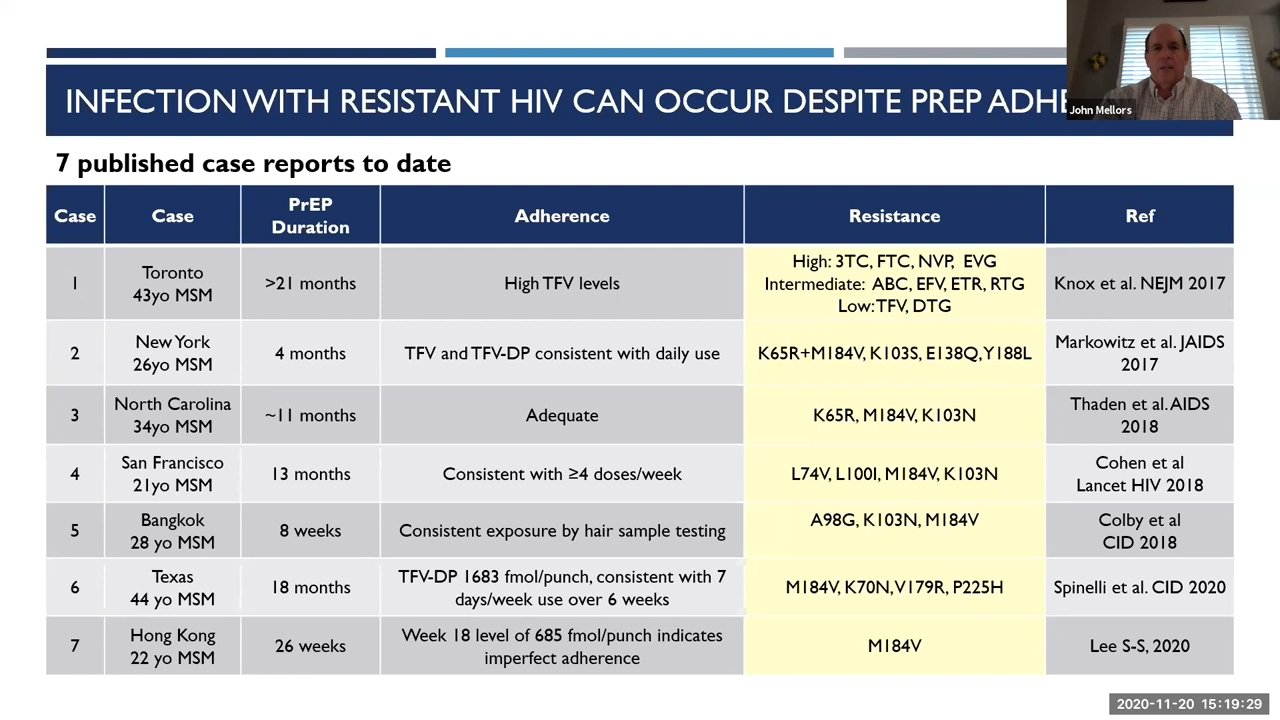 INFECTION WITH RESISTANT HIV CAN OCCUR DESPITE PREP
John Mellors
7 published case reports to date
Case
Case
PrEP
Duration
Adherence
Resistance
Ref
1
Toronto
43yo MSM
>21 months
High TFV levels
High: 3TC, FTC, NVP, EVG
Intermediate: ABC, EFV, ETR, RTG
Low: TFV, DTG
Knox et al. NEJM 2017
2
New York
26yo MSM
4 months
TFV and TFV-DP consistent with daily use
K65R+M184V, K103S, E138Q, Y188L
Markowitz et al. JAIDS
2017
3
North Carolina
34yo MSM
~11 months
Adequate
K65R, M184V, K103N
Thaden et al. AIDS
2018
4
San Francisco
21yo MSM
13 months
Consistent with ≥4 doses/week
L74V, L100I, M184V, K103N
Cohen et al
Lancet HIV 2018
5
Bangkok
28 yo MSM
8 weeks
Consistent exposure by hair sample testing
A98G, K103N, M184V
Colby et al
CID 2018
6
Texas
44 yo MSM
18 months
TFV-DP 1683 fmol/punch, consistent with 7
days/week use over 6 weeks
M184V, K70N, V179R, P225H
Spinelli et al. CID 2020
7
Hong Kong
22 yo MSM
26 weeks
Week 18 level of 685 fmol/punch indicates
imperfect adherence
M184V
Lee S-S, 2020
2020-11-20 15:19:29